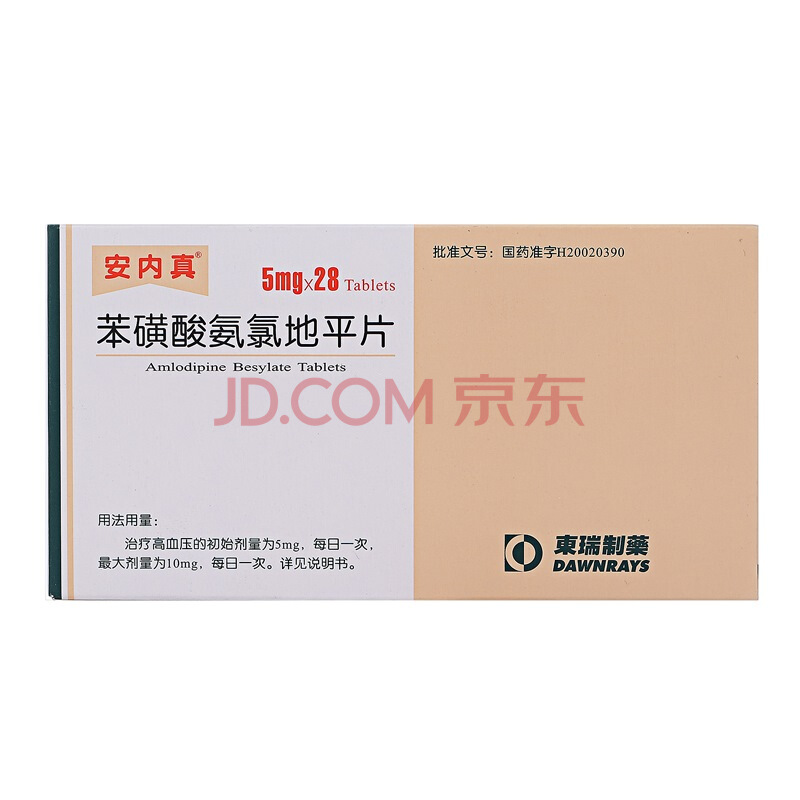 安内真®
5mg×28 Tablets
批准文号：国药准字H20020390
苯磺酸氨氯地平片
Amlodipine Besylate Tablets
JD.COM 京东
用法用量：
治疗高血压的初始剂量为5mg，每日一次，
最大剂量为10mg，每日一次。详见说明书。
東瑞制藥
DAWNRAYS